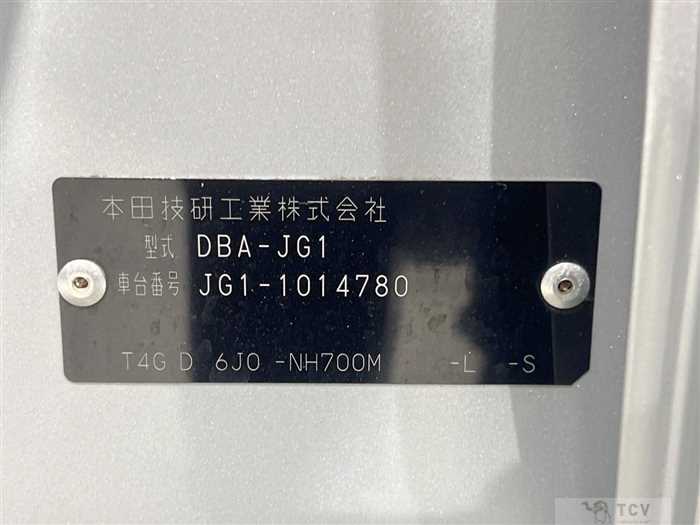 本田技研工業株式会社
型式 DBA-JG1
車台番号 JG1-1014780
T4G D 6J0 -NH700M -L -S
TCV